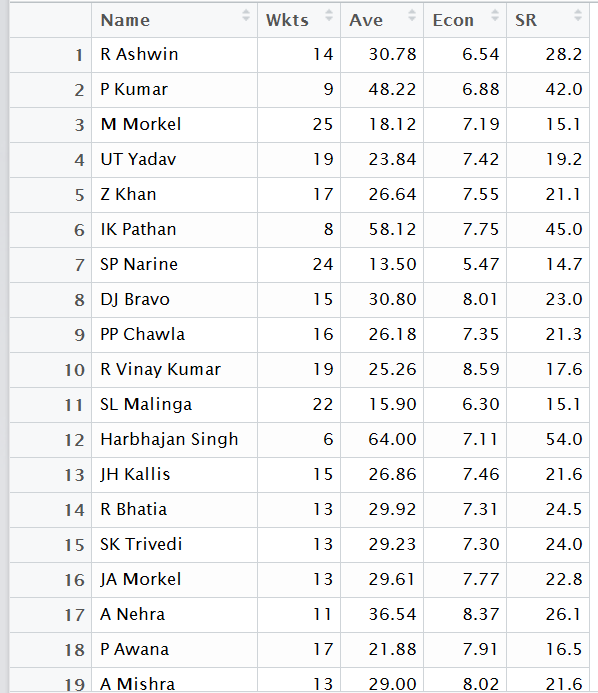 Name Wkts Ave Econ SR
1 R Ashwin 14 30.78 6.54 28.2
2 P Kumar 9 48.22 6.88 42.0
3 M Morkel 25 18.12 7.19 15.1
4 UT Yadav 19 23.84 7.42 19.2
5 Z Khan 17 26.64 7.55 21.1
6 IK Pathan 8 58.12 7.75 45.0
7 SP Narine 24 13.50 5.47 14.7
8 DJ Bravo 15 30.80 8.01 23.0
9 PP Chawla 16 26.18 7.35 21.3
10 R Vinay Kumar 19 25.26 8.59 17.6
11 SL Malinga 22 15.90 6.30 15.1
12 Harbhajan Singh 6 64.00 7.11 54.0
13 JH Kallis 15 26.86 7.46 21.6
14 R Bhatia 13 29.92 7.31 24.5
15 SK Trivedi 13 29.23 7.30 24.0
16 JA Morkel 13 29.61 7.77 22.8
17 A Nehra 11 36.54 8.37 26.1
18 P Awana 17 21.88 7.91 16.5
19 A Mishra 13 29.00 8.02 21.6